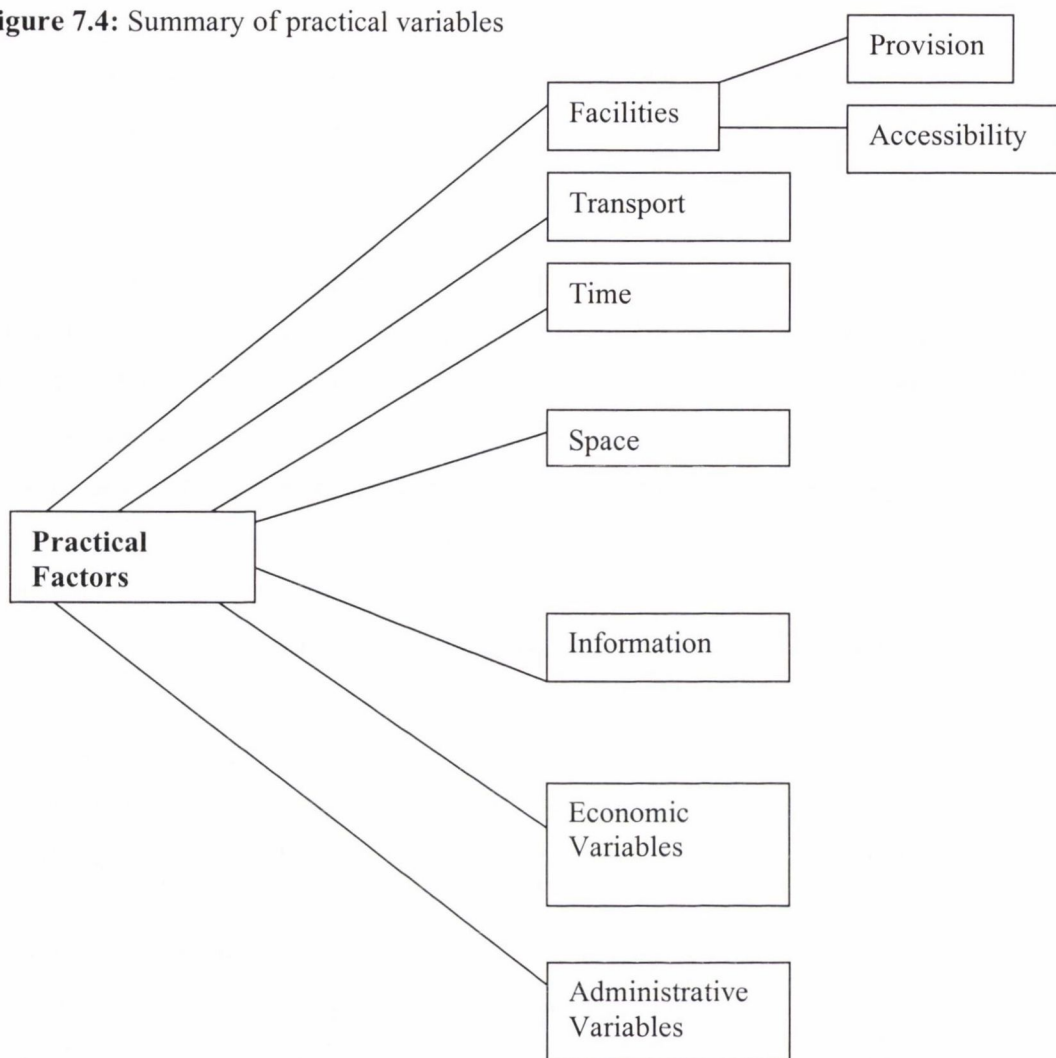 igure 7.4: Summary of practical variables
Provision
Facilities
Accessibility
Transport
Time
Space
Practical
Factors
Information
Economic
Variables
Administrative
Variables